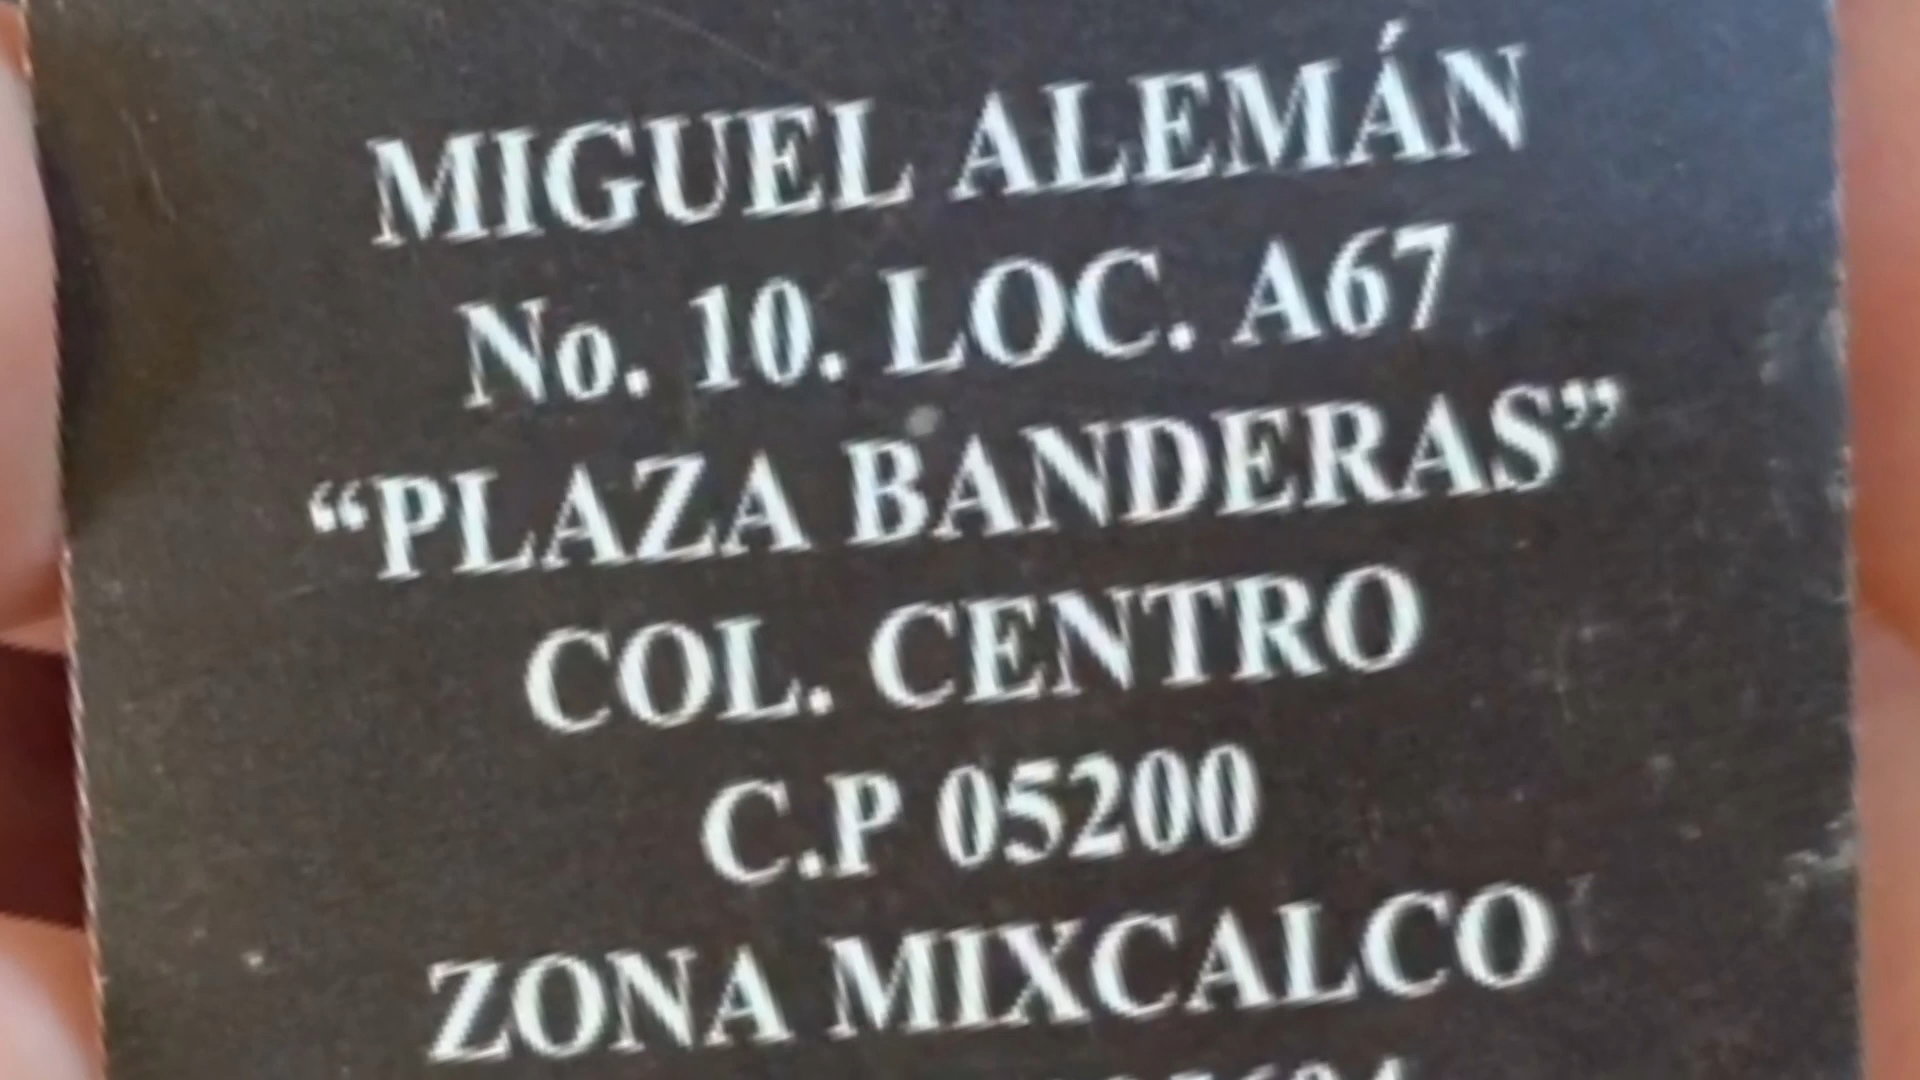 MIGUEL ALEMÁN
No. 10. LOC. A67
“PLAZA BANDERAS”
COL. CENTRO
C.P 05200
ZONA MIXCALCO